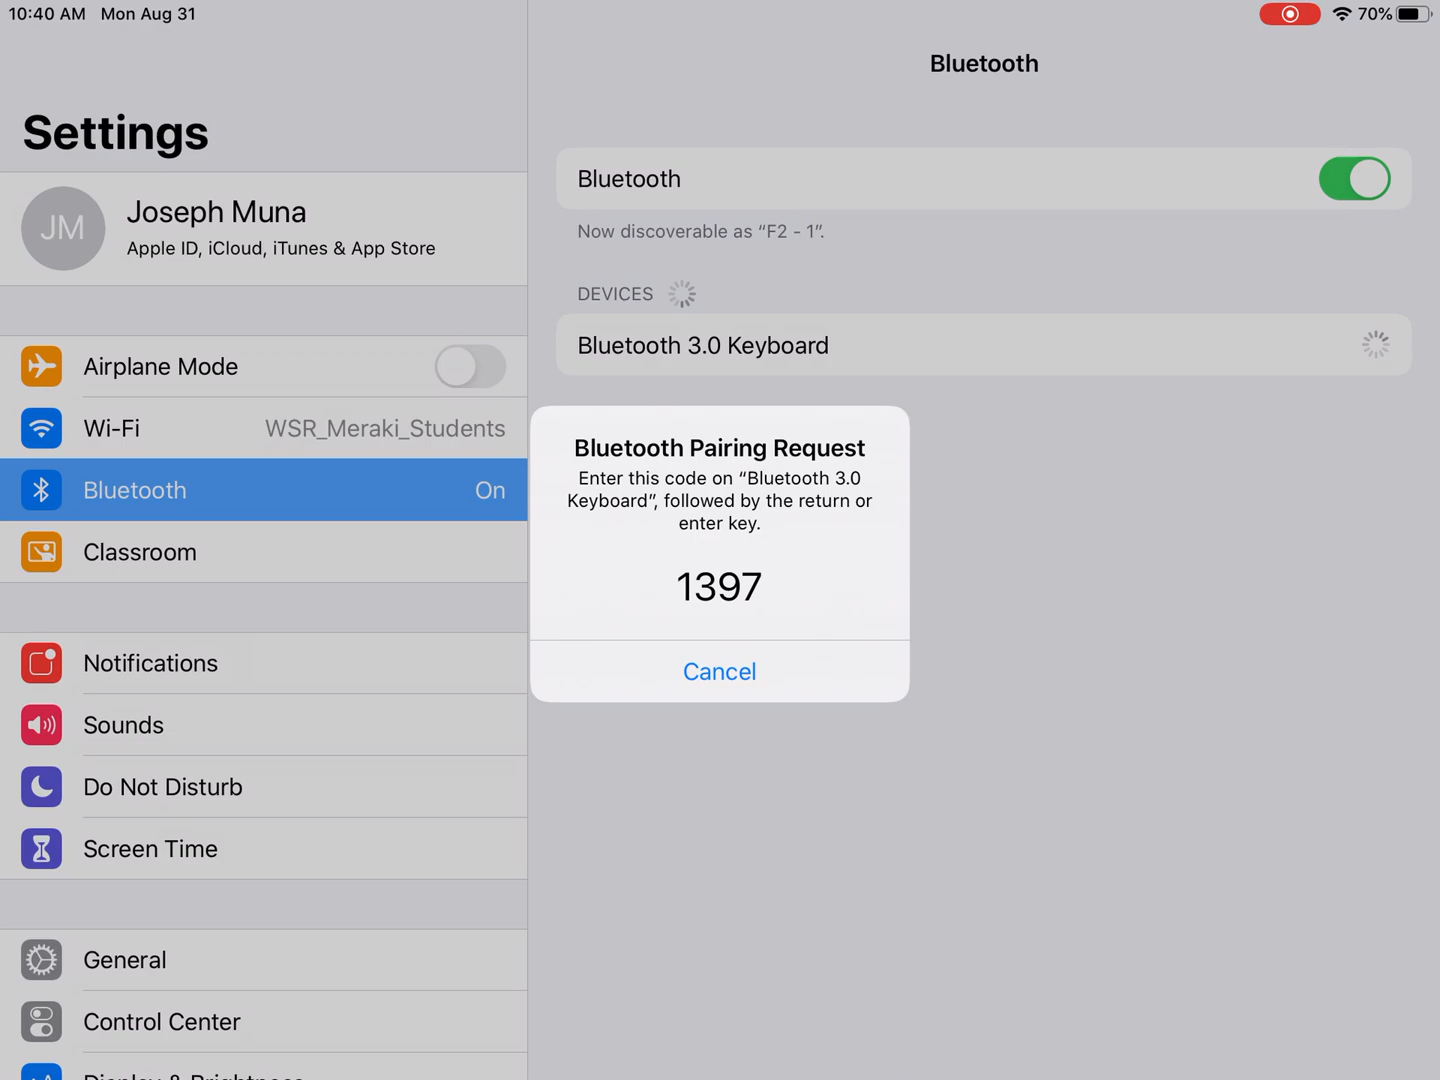 10:40 AM Mon Aug 31
70%
Settings
JM
Joseph Muna
Apple ID, iCloud, iTunes & App Store
Airplane Mode
Wi-Fi WSR_Meraki_Students
Bluetooth On
Classroom
Notifications
Sounds
Do Not Disturb
Screen Time
General
Control Center
Display & Brightness
Bluetooth
Bluetooth
Now discoverable as “F2 - 1”.
DEVICES
Bluetooth 3.0 Keyboard
Bluetooth Pairing Request
Enter this code on “Bluetooth 3.0
Keyboard”, followed by the return or
enter key.
1397
Cancel